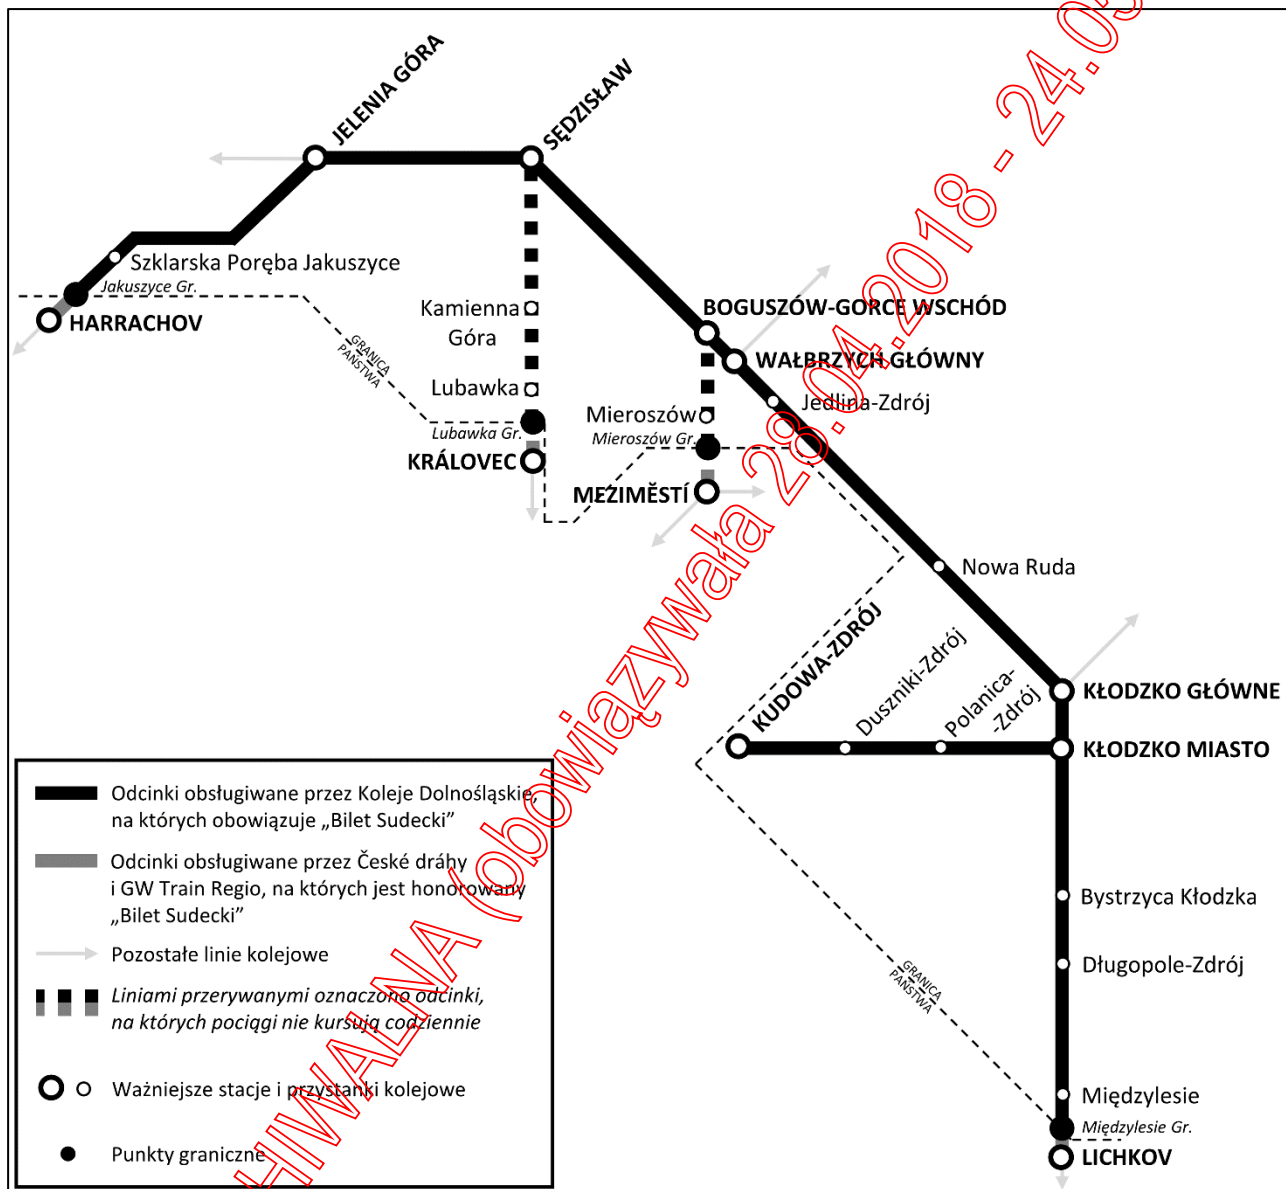 JELENIA GÓRA
SĘDZISŁAW
Szklarska Poręba Jakuszyce
Jakuszyce Gr.
HARRACHOV
GRANICA
PAŃSTWA
Kamienna
Góra
Lubawka
Lubawka Gr.
KRÁLOVEC
BOGUSZÓW-GORCE WSCHÓD
WAŁBRZYCH GŁÓWNY
Jedlina-Zdrój
Mieroszów
Mieroszów Gr.
MEZIMĚSTÍ
Nowa Ruda
KUDOWA-ZDRÓJ
Duszniki-Zdrój
Polanica-
-Zdrój
KŁODZKO GŁÓWNE
KŁODZKO MIASTO
Bystrzyca Kłodzka
Długopole-Zdrój
GRANICA
PAŃSTWA
Międzylesie
Międzylesie Gr.
LICHKOV
Odcinki obsługiwane przez Koleje Dolnośląskie,
na których obowiązuje „Bilet Sudecki”
Odcinki obsługiwane przez České dráhy
i GW Train Regio, na których jest honorowany
„Bilet Sudecki”
Pozostałe linie kolejowe
Liniami przerywanymi oznaczono odcinki,
na których pociągi nie kursują codziennie
Ważniejsze stacje i przystanki kolejowe
Punkty graniczne
HIWALNA (obowiązywała 28.04.2018 - 24.05